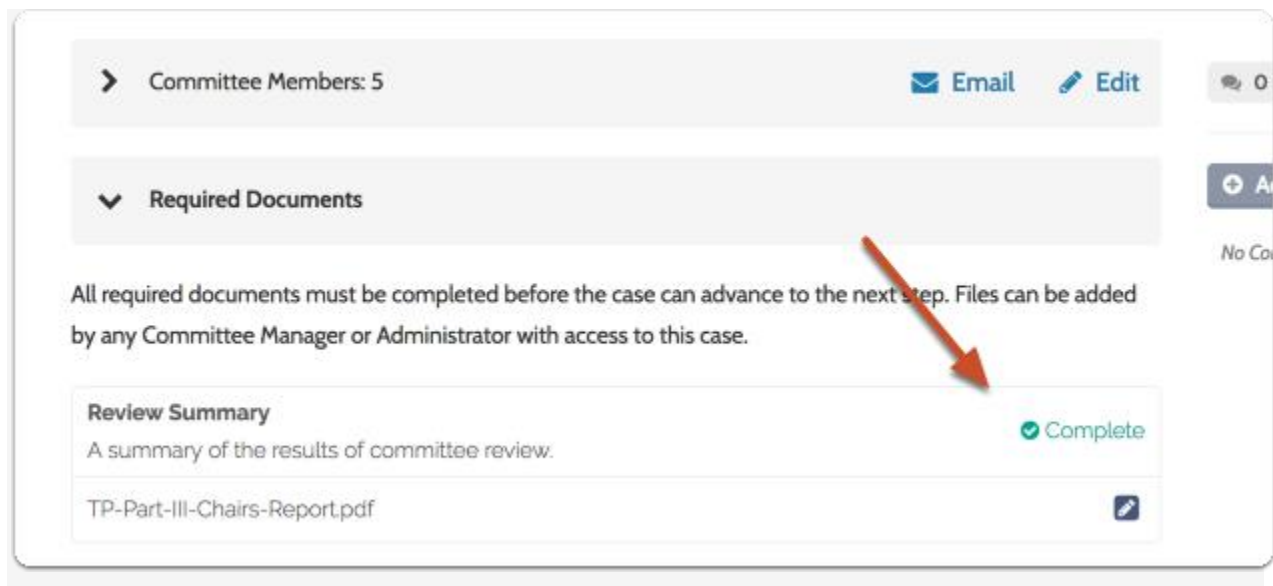 Committee Members: 5
Email
Edit
0
Required Documents
All required documents must be completed before the case can advance to the next step. Files can be added
by any Committee Manager or Administrator with access to this case.
No
Review Summary
A summary of the results of committee review.
Complete
TP-Part-III-Chairs-Report.pdf